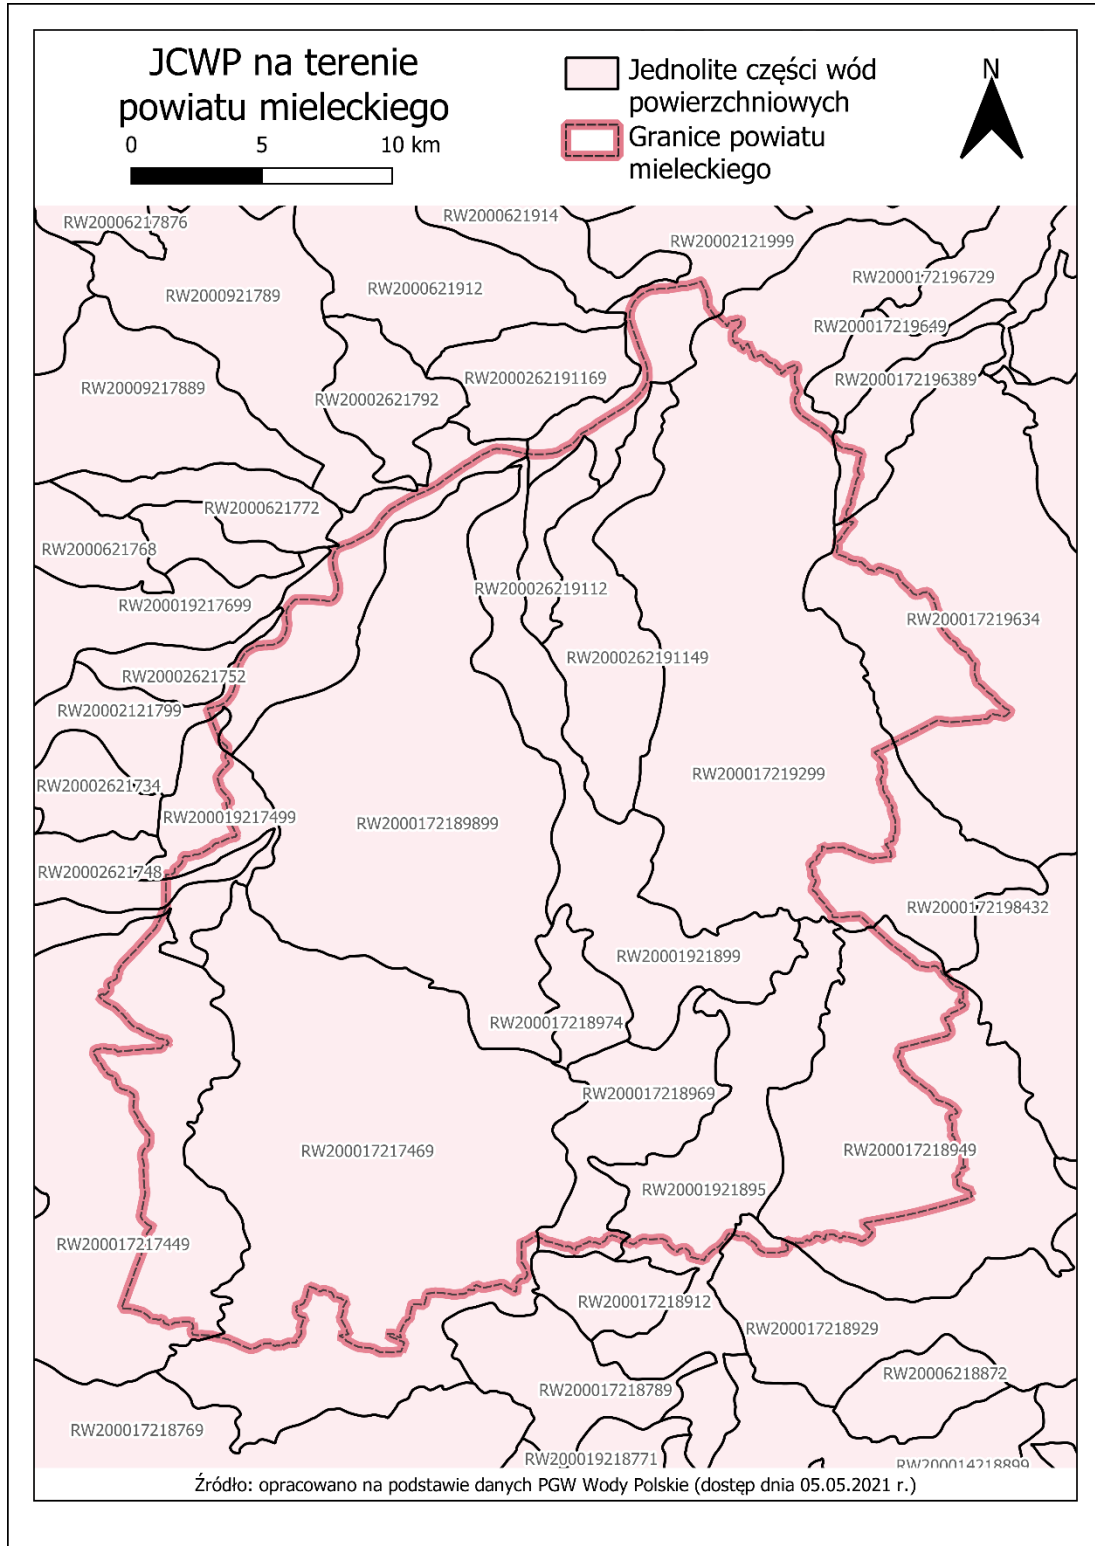 JCWP na terenie
powiatu mieleckiego
0 5 10 km
Jednolite części wód
powierzchniowych
Granice powiatu
mieleckiego
N
RW20006217876
RW2000621914
RW20002121999
RW2000921789
RW2000621912
RW2000172196729
RW200017219649
RW20009217889
RW20002621792
RW2000262191169
RW2000172196389
RW2000621772
RW2000621768
RW200019217699
RW200026219112
RW200017219634
RW20002621752
RW2000262191149
RW20002121799
RW20002621734
RW200019217499
RW2000172189899
RW200017219299
RW20002621748
RW2000172198432
RW20001921899
RW200017218974
RW200017218969
RW200017217469
RW200017218949
RW20001921895
RW200017217449
RW200017218912
RW200017218929
RW20006218872
RW200017218789
RW200017218769
RW200019218771
RW200014218899
Źródło: opracowano na podstawie danych PGW Wody Polskie (dostęp dnia 05.05.2021 r.)